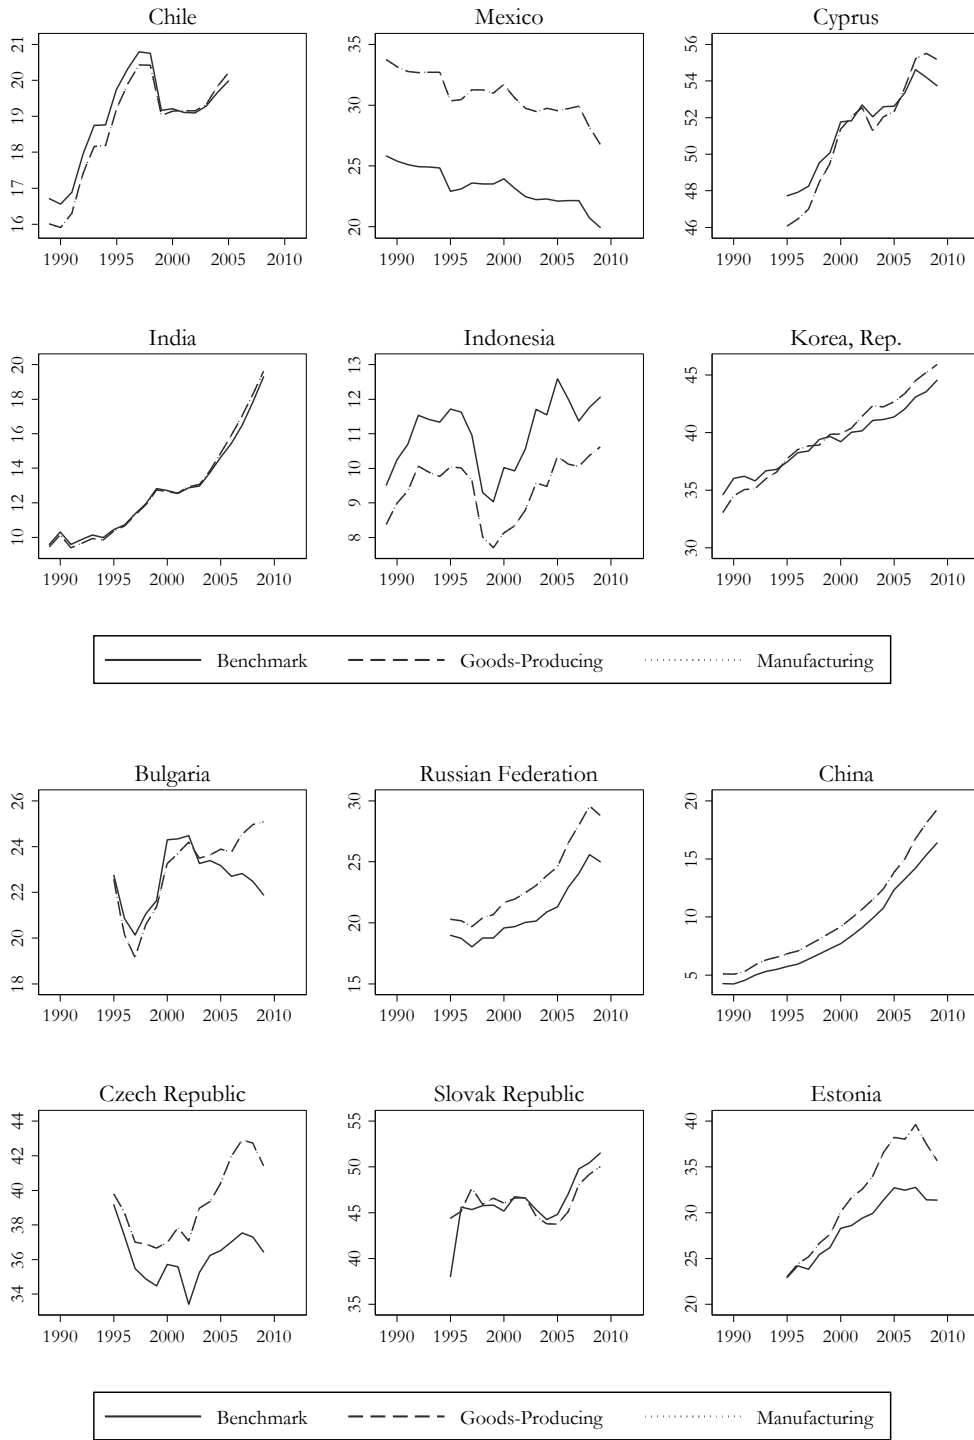 Chile Mexico Cyprus
21 20 19 18 17 16
35 30 25 20
56 54 52 50 48 46
1990 1995 2000 2005 2010 1990 1995 2000 2005 2010 1990 1995 2000 2005 2010
India Indonesia Korea, Rep.
20 18 16 14 12 10
13 12 11 10 9 8
45 40 35 30
1990 1995 2000 2005 2010 1990 1995 2000 2005 2010 1990 1995 2000 2005 2010
Benchmark Goods-Producing Manufacturing
Bulgaria Russian Federation China
26 24 22 20 18
30 25 20 15
20 15 10 5
1990 1995 2000 2005 2010 1990 1995 2000 2005 2010 1990 1995 2000 2005 2010
Czech Republic Slovak Republic Estonia
44 42 40 38 36 34
55 50 45 40 35
40 35 30 25 20
1990 1995 2000 2005 2010 1990 1995 2000 2005 2010 1990 1995 2000 2005 2010
Benchmark Goods-Producing Manufacturing